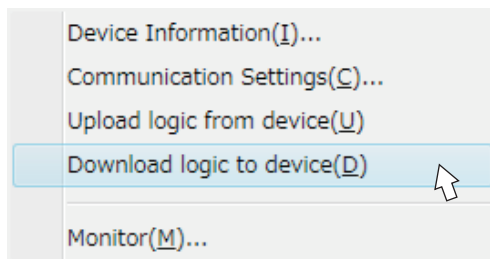 Device Information(I)...
Communication Settings(C)...
Upload logic from device(U)
Download logic to device(D)
Monitor(M)...